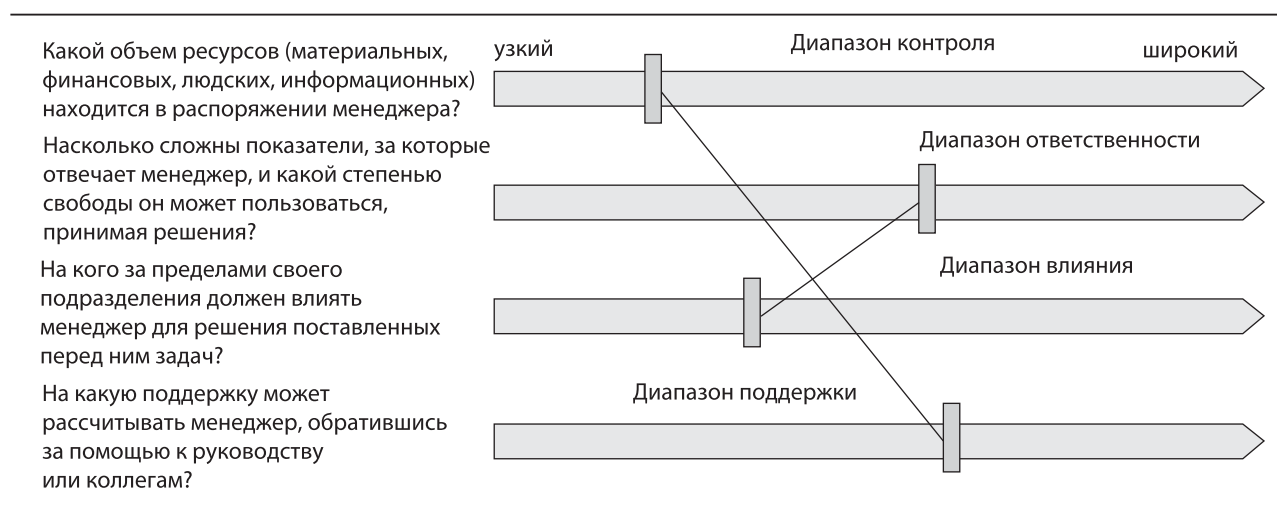 Какой объем ресурсов (материальных,
финансовых, людских, информационных)
находится в распоряжении менеджера?
узкий
Диапазон контроля
широкий
Насколько сложны показатели, за которые
отвечает менеджер, и какой степенью
свободы он может пользоваться,
принимая решения?
Диапазон ответственности
На кого за пределами своего
подразделения должен влиять
менеджер для решения поставленных
перед ним задач?
Диапазон влияния
На какую поддержку может
рассчитывать менеджер, обратившись
за помощью к руководству
или коллегам?
Диапазон поддержки